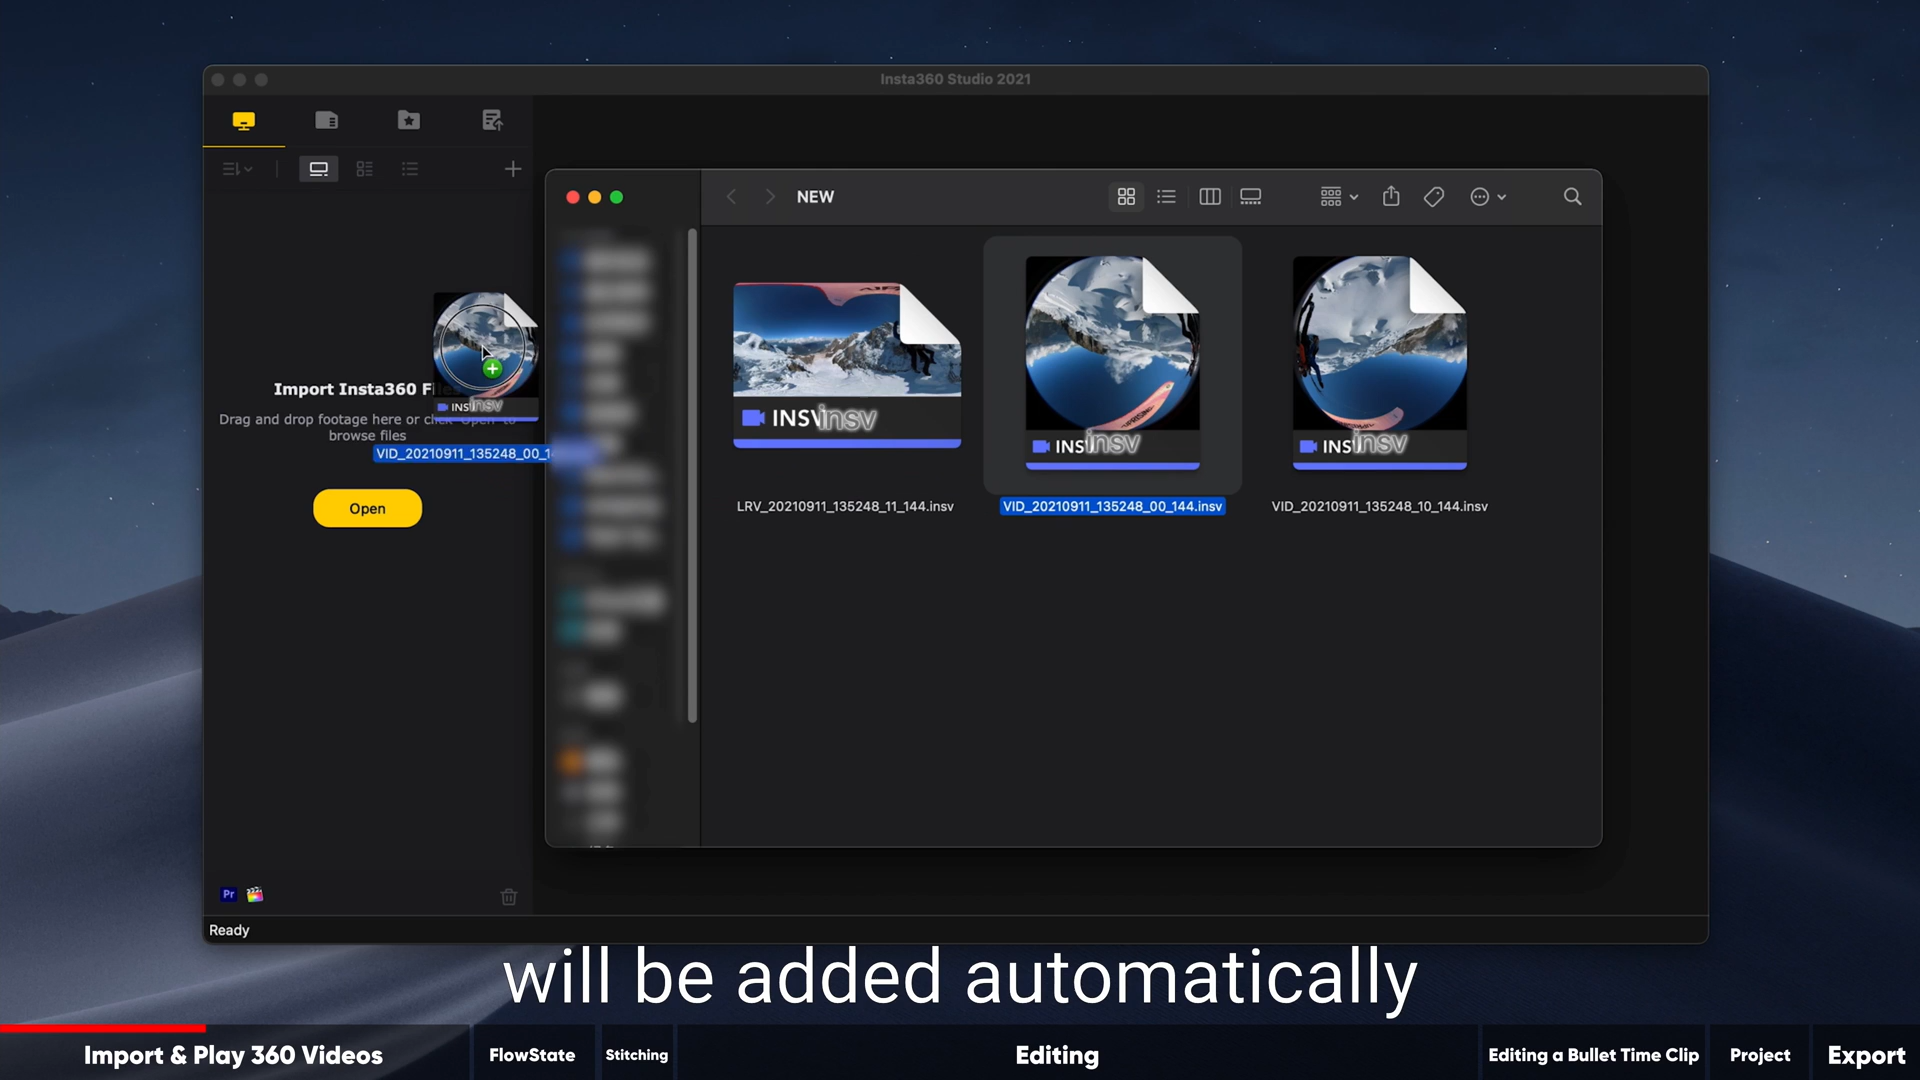 Insta360 Studio 2021
NEW
Import Insta360 F
Drag and drop footage here or
browse files
INSV
insv
VID_20210911_135248_00_1
Open
INSV
insv
INS
insv
INS
insv
LRV_20210911_135248_11_144.insv
VID_20210911_135248_00_144.insv
VID_20210911_135248_10_144.insv
Pr
Ready
will be added automatically
Import & Play 360 Videos
FlowState
Stitching
Editing
Editing a Bullet Time Clip
Project
Export